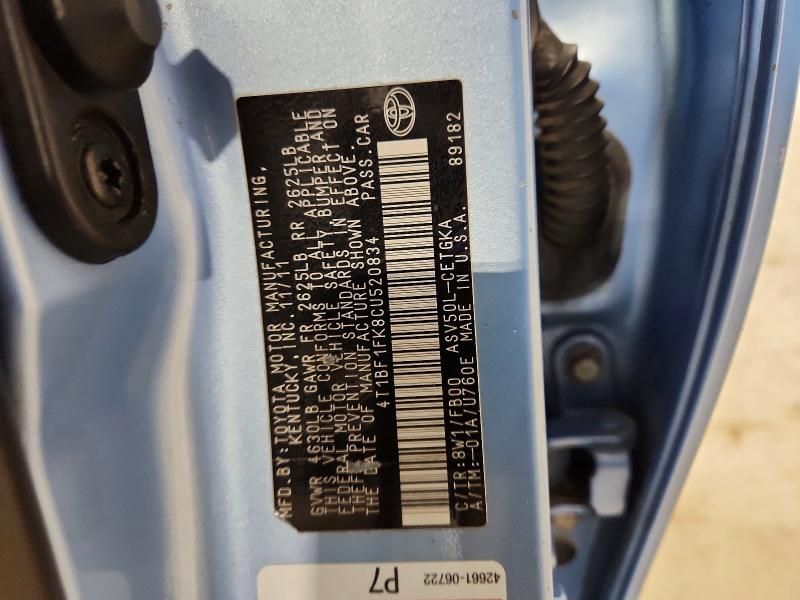 MFD.BY:TOYOTA MOTOR MANUFACTURING,
KENTUCKY, INC. 11/11
GVWR 4630LB GAWR FR 2625LB RR 2625LB
THIS VEHICLE CONFORMS TO ALL APPLICABLE
FEDERAL MOTOR VEHICLE SAFETY, BUMPER AND
THEFT PREVENTION STANDARDS IN EFFECT ON
THE DATE OF MANUFACTURE SHOWN ABOVE.
4T1BF1FK8CU520834 PASS.CAR
C/TR:8W1/FB00 ASV50L-CETGKA 89182
A/TM:-01A/U760E MADE IN U.S.A.
42661-06722
P7